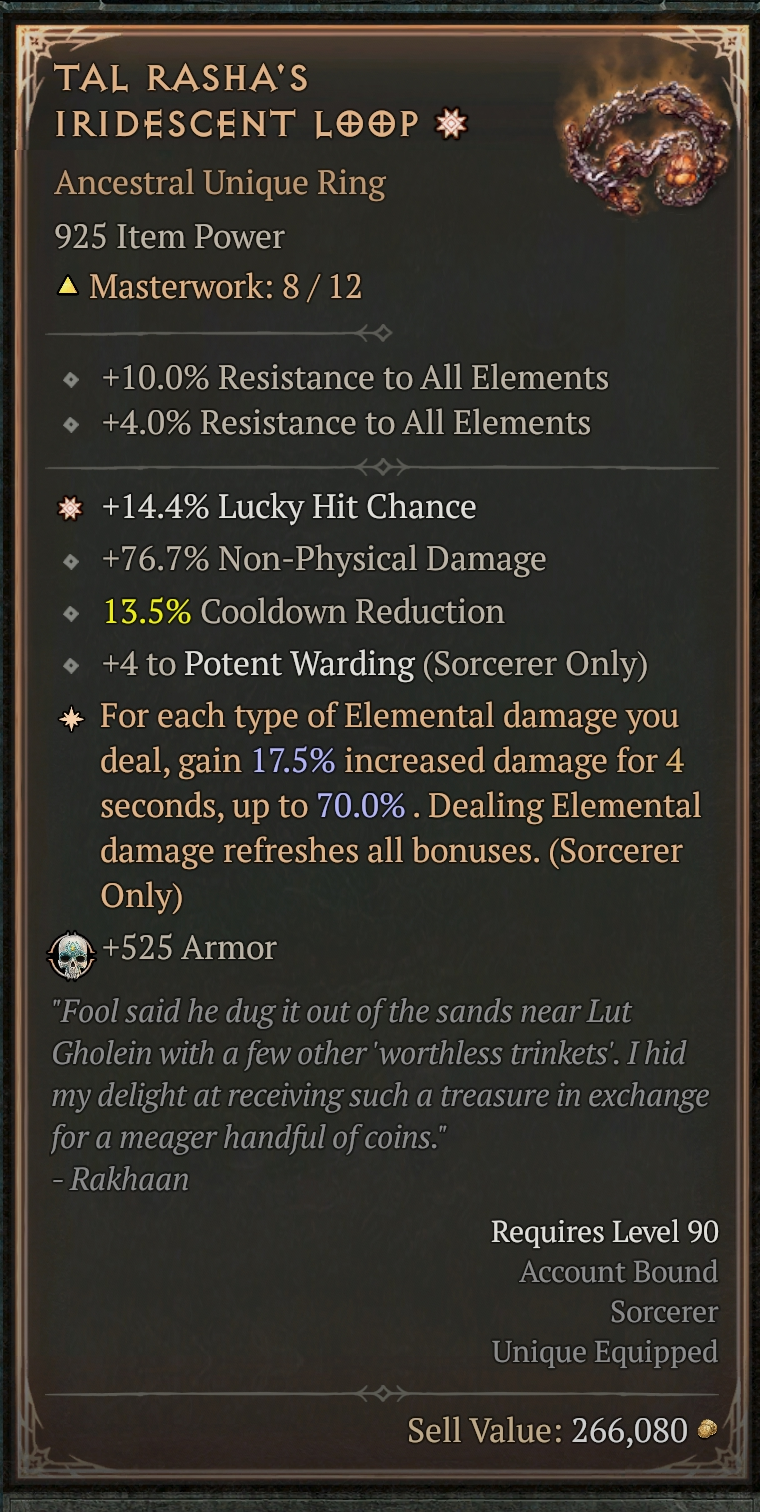 TAL RASHA'S
IRIDESCENT LOOP
Ancestral Unique Ring
925 Item Power
Masterwork: 8 / 12
+10.0% Resistance to All Elements
+4.0% Resistance to All Elements
+14.4% Lucky Hit Chance
+76.7% Non-Physical Damage
13.5% Cooldown Reduction
+4 to Potent Warding (Sorcerer Only)
For each type of Elemental damage you
deal, gain 17.5% increased damage for 4
seconds, up to 70.0% . Dealing Elemental
damage refreshes all bonuses. (Sorcerer
Only)
+525 Armor
"Fool said he dug it out of the sands near Lut
Gholein with a few other 'worthless trinkets'. I hid
my delight at receiving such a treasure in exchange
for a meager handful of coins."
- Rakhaan
Requires Level 90
Account Bound
Sorcerer
Unique Equipped
Sell Value: 266,080